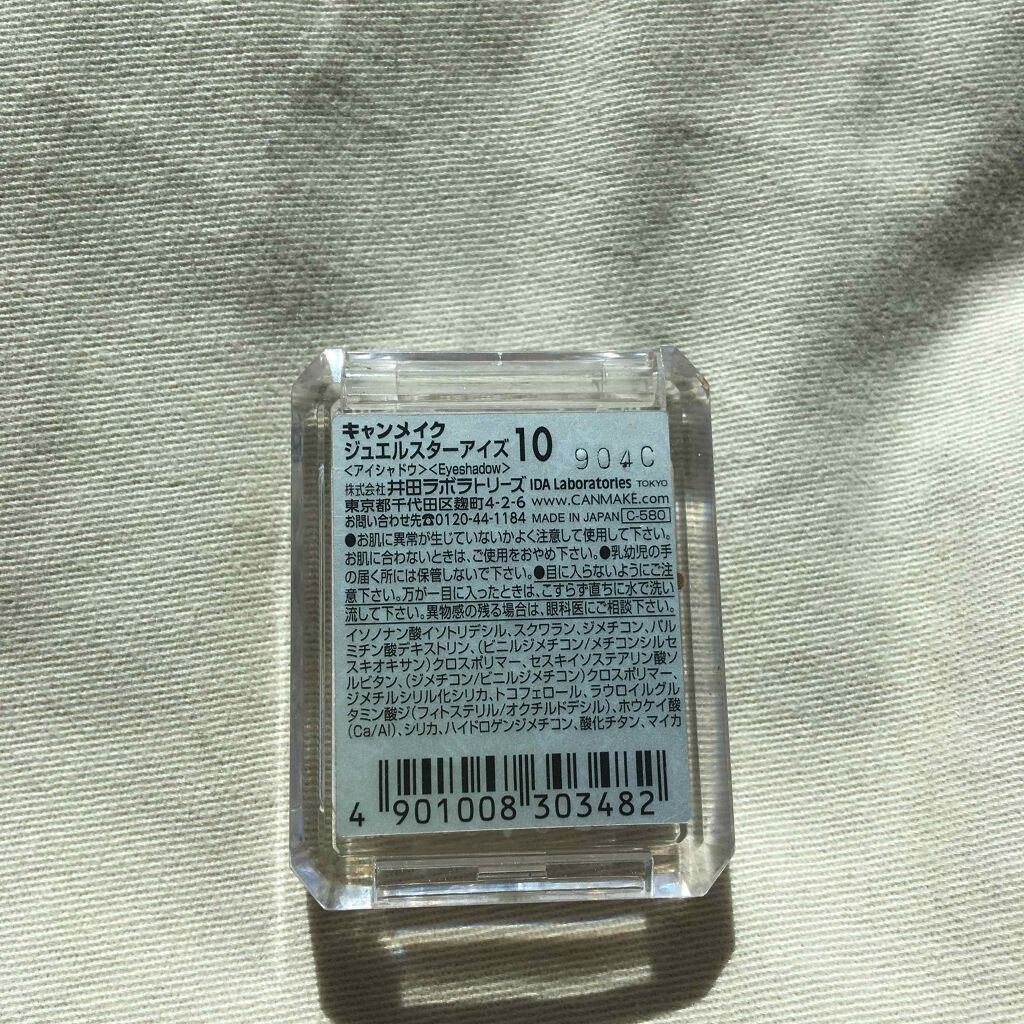 キャンメイク
ジュエルスターアイズ 10 904C
<アイシャドウ><Eyeshadow>
株式会社 井田ラボラトリーズ IDA Laboratories TOKYO
東京都千代田区麹町4-2-6 www.CANMAKE.com
お問い合わせ先☎0120-44-1184 MADE IN JAPAN C-580
●お肌に異常が生じていないかよく注意して使用して下さい。
お肌に合わないときは、ご使用をおやめ下さい。●乳幼児の手
の届く所には保管しないで下さい。●目に入らないようにご注
意下さい。万が一目に入ったときは、こすらず直ちに水で洗い
流して下さい。異物感の残る場合は、眼科医にご相談下さい。
イソノナン酸イソトリデシル、スクワラン、ジメチコン、パル
ミチン酸デキストリン、(ビニルジメチコン/メチコンシルセ
スキオキサン)クロスポリマー、セスキイソステアリン酸ソ
ルビタン、(ジメチコン/ビニルジメチコン)クロスポリマー、
ジメチルシリル化シリカ、トコフェロール、ラウロイルグル
タミン酸ジ(フィトステリル/オクチルドデシル)、ホウケイ酸
(Ca/Al)、シリカ、ハイドロゲンジメチコン、酸化チタン、マイカ
4 901008 303482